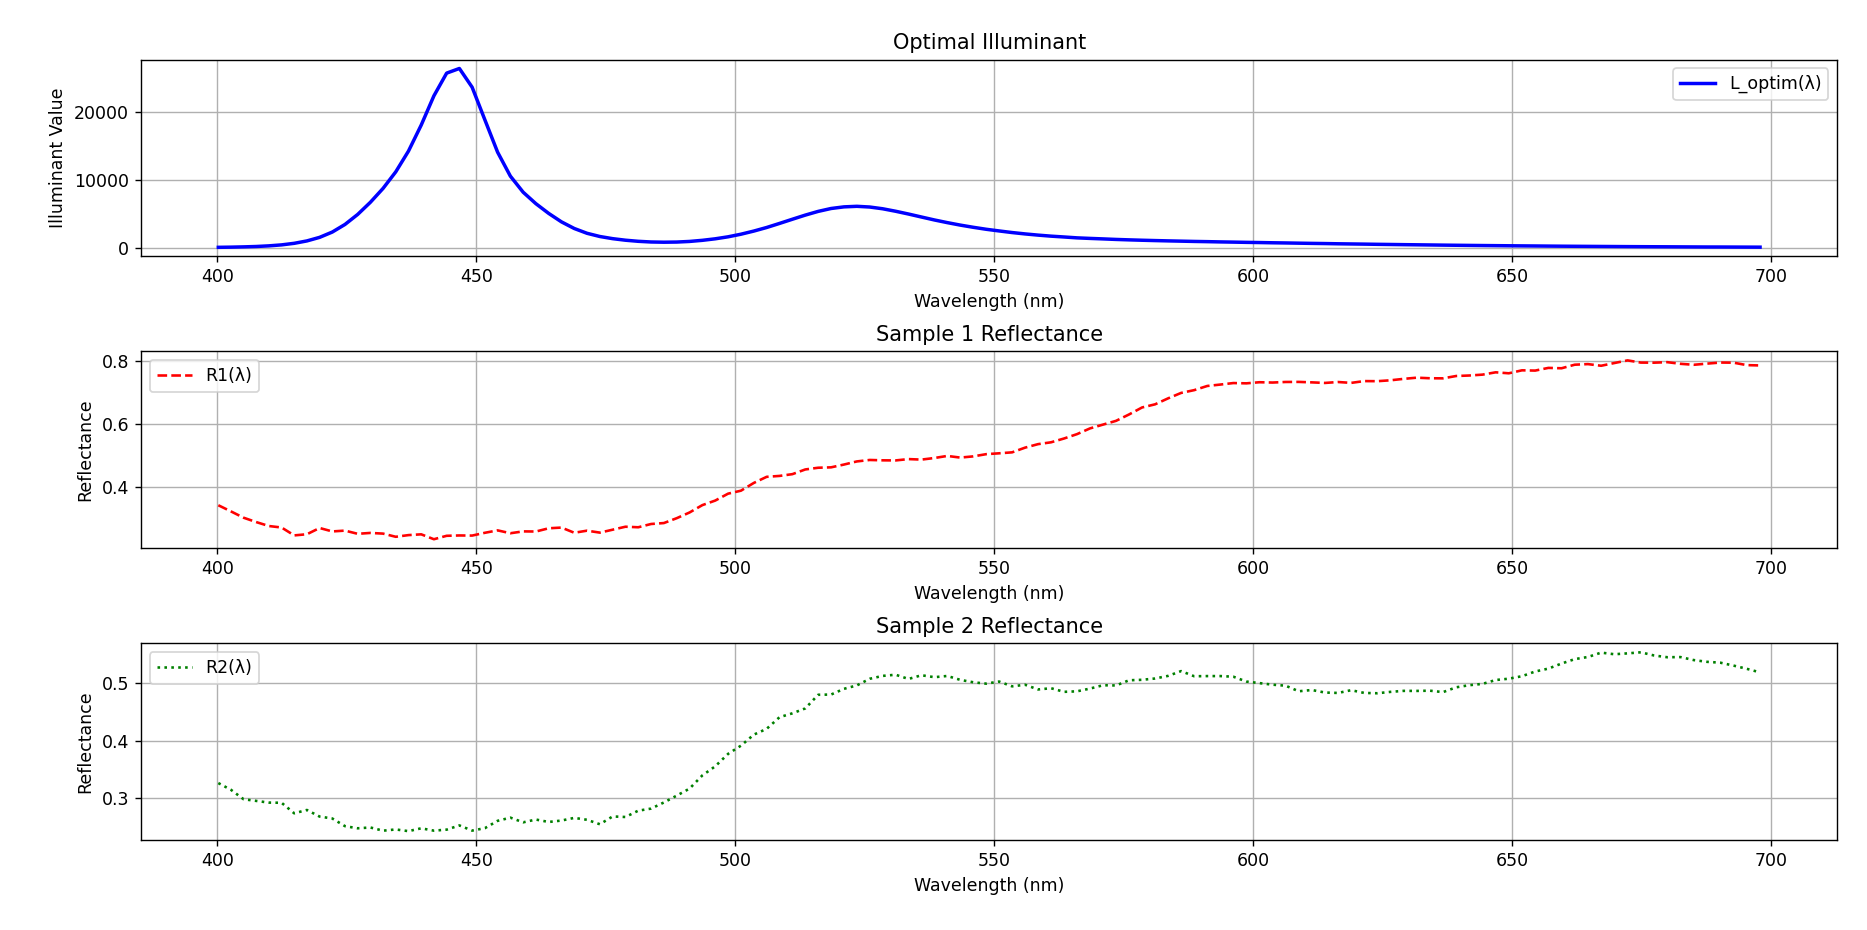 Optimal Illuminant
L_optim(λ)
Illuminant Value
20000
10000
0
400 450 500 550 600 650 700
Wavelength (nm)
Sample 1 Reflectance
R1(λ)
Reflectance
0.8
0.6
0.4
400 450 500 550 600 650 700
Wavelength (nm)
Sample 2 Reflectance
R2(λ)
Reflectance
0.5
0.4
0.3
400 450 500 550 600 650 700
Wavelength (nm)